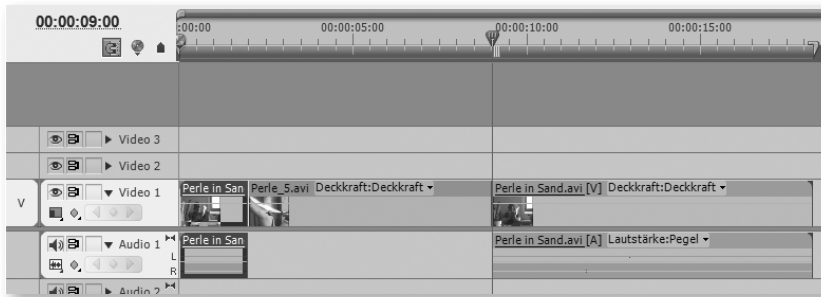 00:00:09:00
:00:00 00:00:05:00 00:00:10:00 00:00:15:00
Video 3
Video 2
V Video 1 Perle in San Perle_5.avi Deckkraft:Deckkraft Perle in Sand.avi [V] Deckkraft:Deckkraft
Audio 1 Perle in San Perle in Sand.avi [A] Lautstärke:Pegel
L
R
Audio 2